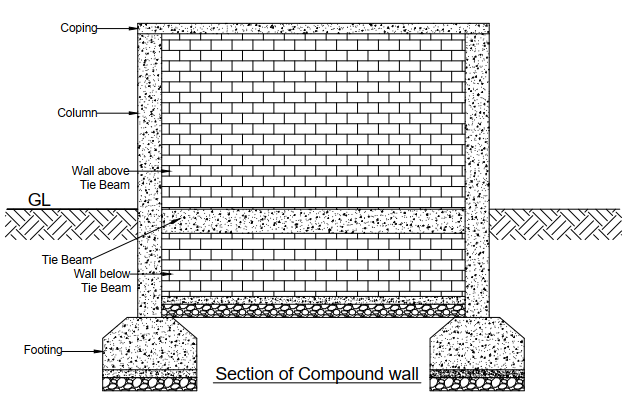 Coping
Column
Wall above
Tie Beam
GL
Tie Beam
Wall below
Tie Beam
Footing
Section of Compound wall